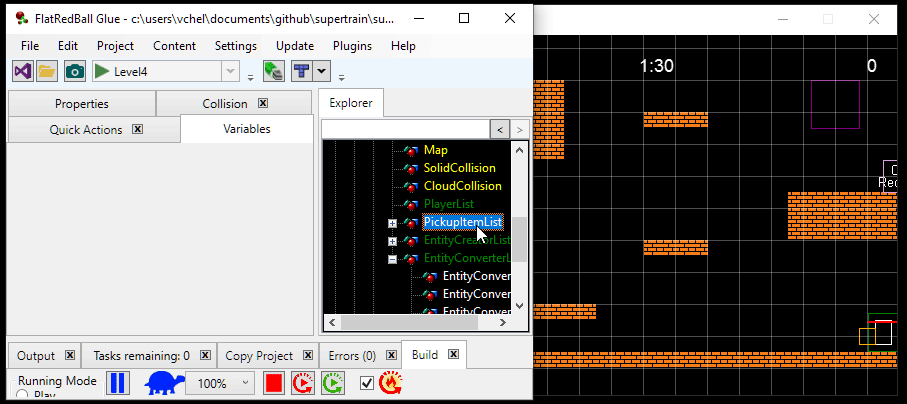 FlatRedBall Glue - c:\users\vchel\documents\github\supertrain\su...
File Edit Project Content Settings Update Plugins Help
Level4
Properties Collision
Quick Actions Variables
Explorer
< >
Map
SolidCollision
CloudCollision
PlayerList
PickupItemList
EntityCreatorList
EntityConverterL
EntityConver
EntityConver
EntityConver
Output Tasks remaining: 0 Copy Project Errors (0) Build
Running Mode
Play
100%
1:30 0
Rec